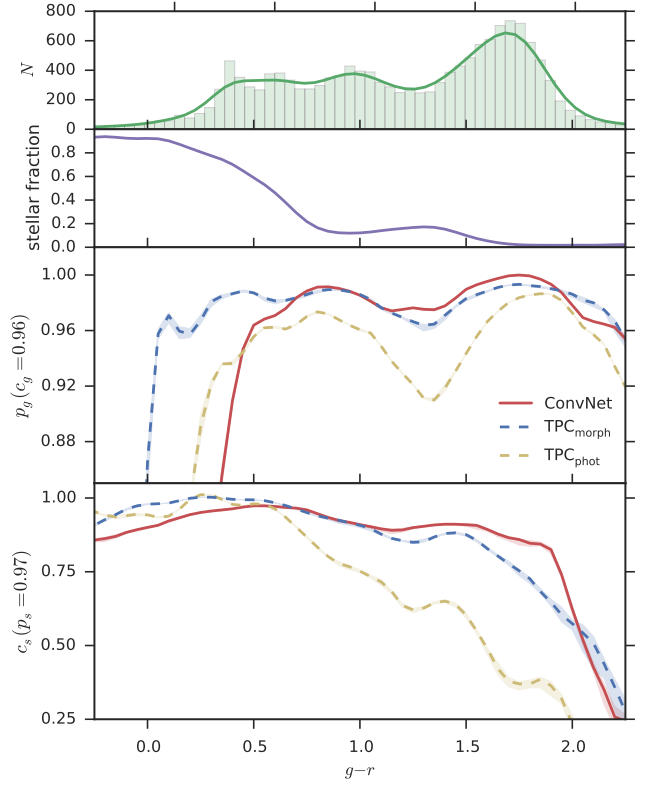 800
600
400
200
0
N
0.8
0.6
0.4
0.2
0.0
stellar fraction
1.00
0.96
0.92
0.88
p_g (c_g =0.96)
ConvNet
TPC_morph
TPC_phot
1.00
0.75
0.50
0.25
c_s (p_s =0.97)
0.0 0.5 1.0 1.5 2.0
g−r